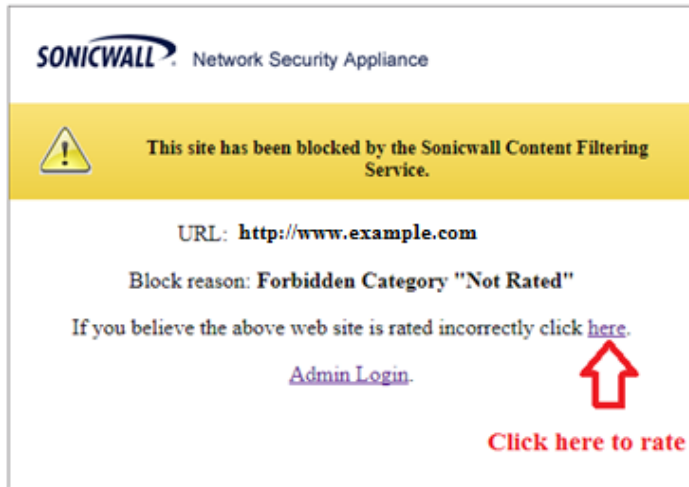 SONICWALL Network Security Appliance
This site has been blocked by the Sonicwall Content Filtering
Service.
URL: http://www.example.com
Block reason: Forbidden Category "Not Rated"
If you believe the above web site is rated incorrectly click here.
Admin Login.
Click here to rate